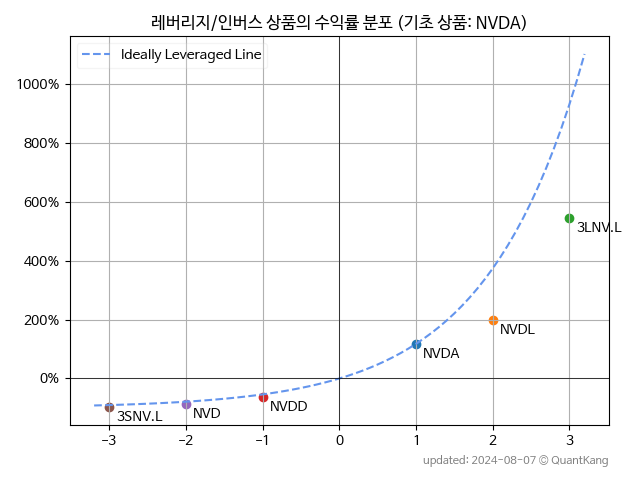 레버리지/인버스 상품의 수익률 분포 (기초 상품: NVDA)
Ideally Leveraged Line
1000%
800%
600%
400%
200%
0%
3LNV.L
NVDL
NVDA
NVDD
NVD
3SNV.L
−3
−2
−1
0
1
2
3
updated: 2024-08-07 © QuantKang